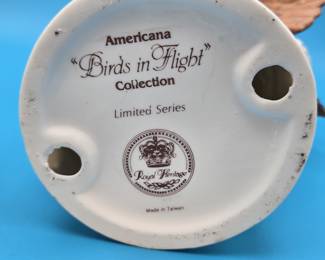 Americana
"Birds in Flight"
Collection
Limited Series
Royal Heritage
Made in Taiwan